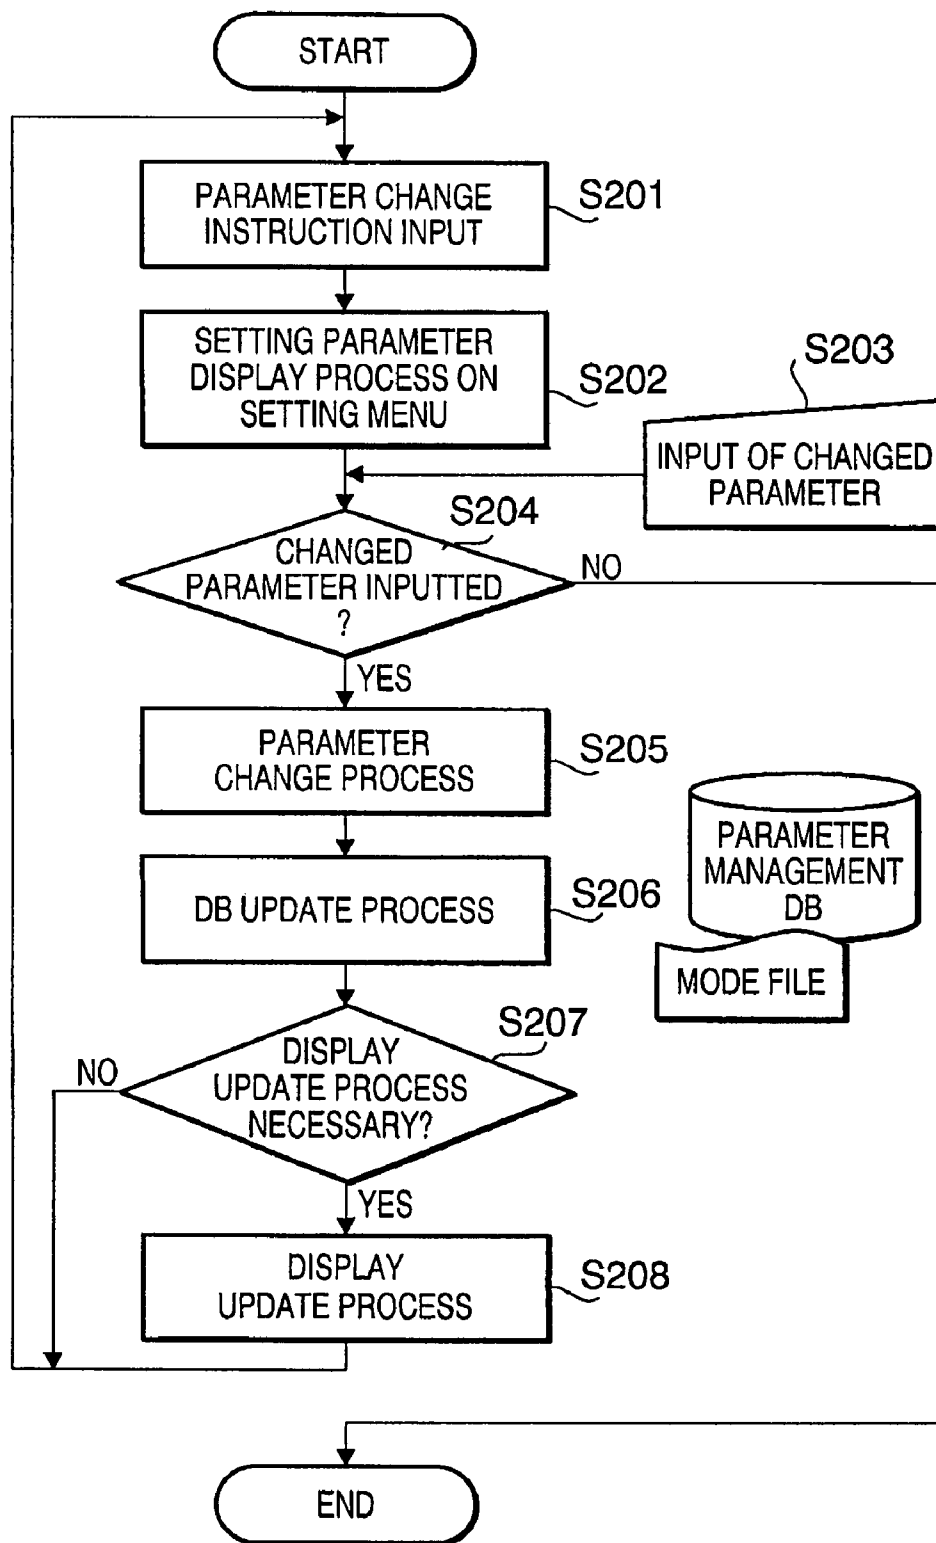 START
PARAMETER CHANGE
INSTRUCTION INPUT
S201
SETTING PARAMETER
DISPLAY PROCESS ON
SETTING MENU
S202
S203
INPUT OF CHANGED
PARAMETER
S204
CHANGED
PARAMETER INPUTTED
?
NO
YES
PARAMETER
CHANGE PROCESS
S205
DB UPDATE PROCESS
S206
PARAMETER
MANAGEMENT
DB
MODE FILE
S207
DISPLAY
UPDATE PROCESS
NECESSARY?
NO
YES
DISPLAY
UPDATE PROCESS
S208
END